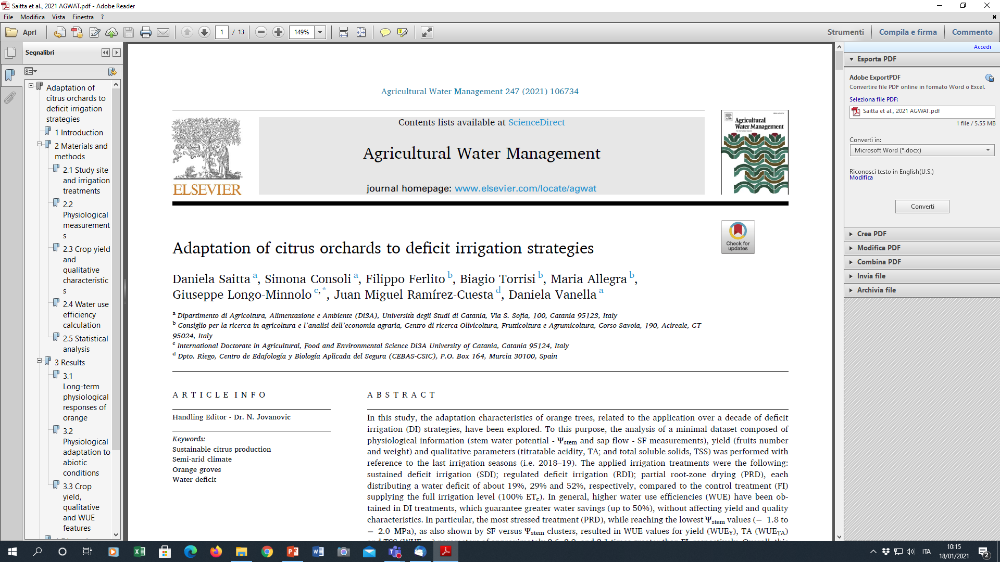 Saitta et al., 2021 AGWAT.pdf - Adobe Reader
File Modifica Vista Finestra ?
Apri
1 / 13
149%
Strumenti
Compila e firma
Commento
Segnalibri
Adaptation of
citrus orchards to
deficit irrigation
strategies
1 Introduction
2 Materials and
methods
2.1 Study site
and irrigation
treatments
2.2
Physiological
measurement
s
2.3 Crop yield
and
qualitative
characteristic
s
2.4 Water use
efficiency
calculation
2.5 Statistical
analysis
3 Results
3.1
Long-term
physiological
responses of
orange
3.2
Physiological
adaptation to
abiotic
conditions
3.3 Crop
yield,
qualitative
and WUE
features
Agricultural Water Management 247 (2021) 106734
ELSEVIER
Contents lists available at ScienceDirect
Agricultural Water Management
journal homepage: www.elsevier.com/locate/agwat
Agricultural
Water Management
Check for
updates
Adaptation of citrus orchards to deficit irrigation strategies
Daniela Saitta a, Simona Consoli a, Filippo Ferlito b, Biagio Torrisi b, Maria Allegra b,
Giuseppe Longo-Minnolo c,*, Juan Miguel Ramírez-Cuesta d, Daniela Vanella a
a Dipartimento di Agricoltura, Alimentazione e Ambiente (Di3A), Università degli Studi di Catania, Via S. Sofia, 100, Catania 95123, Italy
b Consiglio per la ricerca in agricoltura e l'analisi dell'economia agraria, Centro di ricerca Olivicoltura, Frutticoltura e Agrumicoltura, Corso Savoia, 190, Acireale, CT
95024, Italy
c International Doctorate in Agricultural, Food and Environmental Science Di3A University of Catania, Catania 95124, Italy
d Dpto. Riego, Centro de Edafología y Biología Aplicada del Segura (CEBAS-CSIC), P.O. Box 164, Murcia 30100, Spain
ARTICLE INFO
Handling Editor - Dr. N. Jovanovic
Keywords:
Sustainable citrus production
Semi-arid climate
Orange groves
Water deficit
ABSTRACT
In this study, the adaptation characteristics of orange trees, related to the application over a decade of deficit
irrigation (DI) strategies, have been explored. To this purpose, the analysis of a minimal dataset composed of
physiological information (stem water potential - Ψstem and sap flow - SF measurements), yield (fruits number
and weight) and qualitative parameters (titratable acidity, TA; and total soluble solids, TSS) was performed with
reference to the last irrigation seasons (i.e. 2018–19). The applied irrigation treatments were the following:
sustained deficit irrigation (SDI); regulated deficit irrigation (RDI); partial root-zone drying (PRD), each
distributing a water deficit of about 19%, 29% and 52%, respectively, compared to the control treatment (FI)
supplying the full irrigation level (100% ETc). In general, higher water use efficiencies (WUE) have been ob-
tained in DI treatments, which guarantee greater water savings (up to 50%), without affecting yield and quality
characteristics. In particular, the most stressed treatment (PRD), while reaching the lowest Ψstem values (− 1.8 to
− 2.0 MPa), as also shown by SF versus Ψstem clusters, resulted in WUE values for yield (WUEY), TA (WUETA)
Accedi
Esporta PDF
Adobe ExportPDF
Convertire file PDF online in formato Word o Excel.
Seleziona file PDF:
Saitta et al., 2021 AGWAT.pdf
1 file / 5.55 MB
Converti in:
Microsoft Word (*.docx)
Riconosci testo in English(U.S.)
Modifica
Converti
Crea PDF
Modifica PDF
Combina PDF
Invia file
Archivia file
ITA
10:15
18/01/2021
2